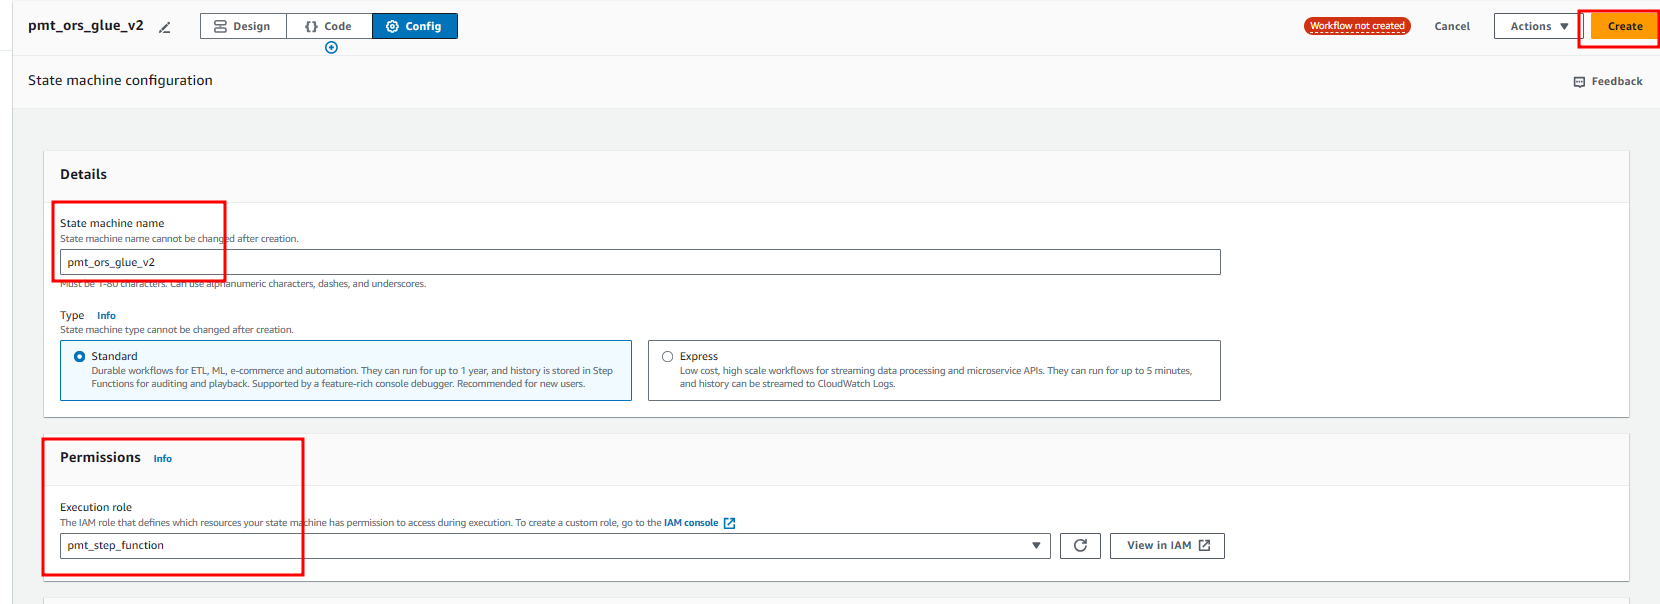 pmt_ors_glue_v2
Design
{} Code
Config
Workflow not created
Cancel
Actions
Create
State machine configuration
Feedback
Details
State machine name
State machine name cannot be changed after creation.
pmt_ors_glue_v2
Must be 1-80 characters. Can use alphanumeric characters, dashes, and underscores.
Type Info
State machine type cannot be changed after creation.
Standard
Durable workflows for ETL, ML, e-commerce and automation. They can run for up to 1 year, and history is stored in Step
Functions for auditing and playback. Supported by a feature-rich console debugger. Recommended for new users.
Express
Low cost, high scale workflows for streaming data processing and microservice APIs. They can run for up to 5 minutes,
and history can be streamed to CloudWatch Logs.
Permissions Info
Execution role
The IAM role that defines which resources your state machine has permission to access during execution. To create a custom role, go to the IAM console
pmt_step_function
View in IAM